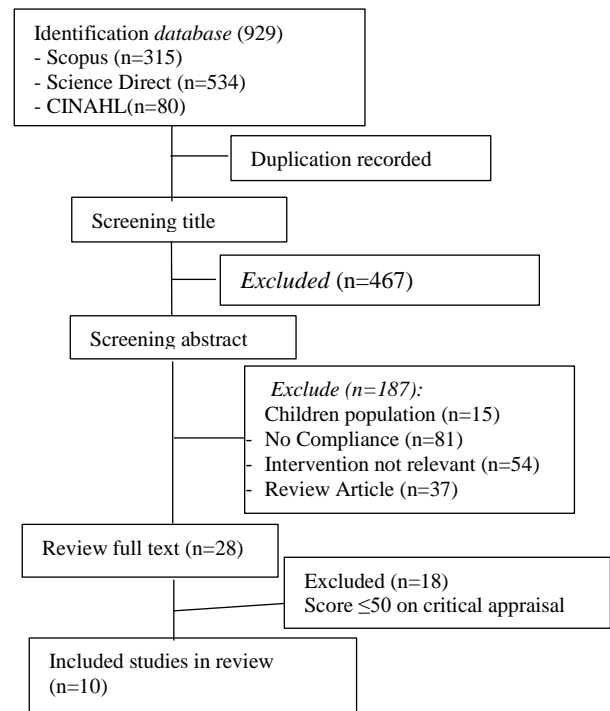 Identification database (929)
- Scopus (n=315)
- Science Direct (n=534)
- CINAHL(n=80)
Duplication recorded
Screening title
Excluded (n=467)
Screening abstract
Exclude (n=187):
Children population (n=15)
- No Compliance (n=81)
- Intervention not relevant (n=54)
- Review Article (n=37)
Review full text (n=28)
Excluded (n=18)
Score ≤50 on critical appraisal
Included studies in review
(n=10)